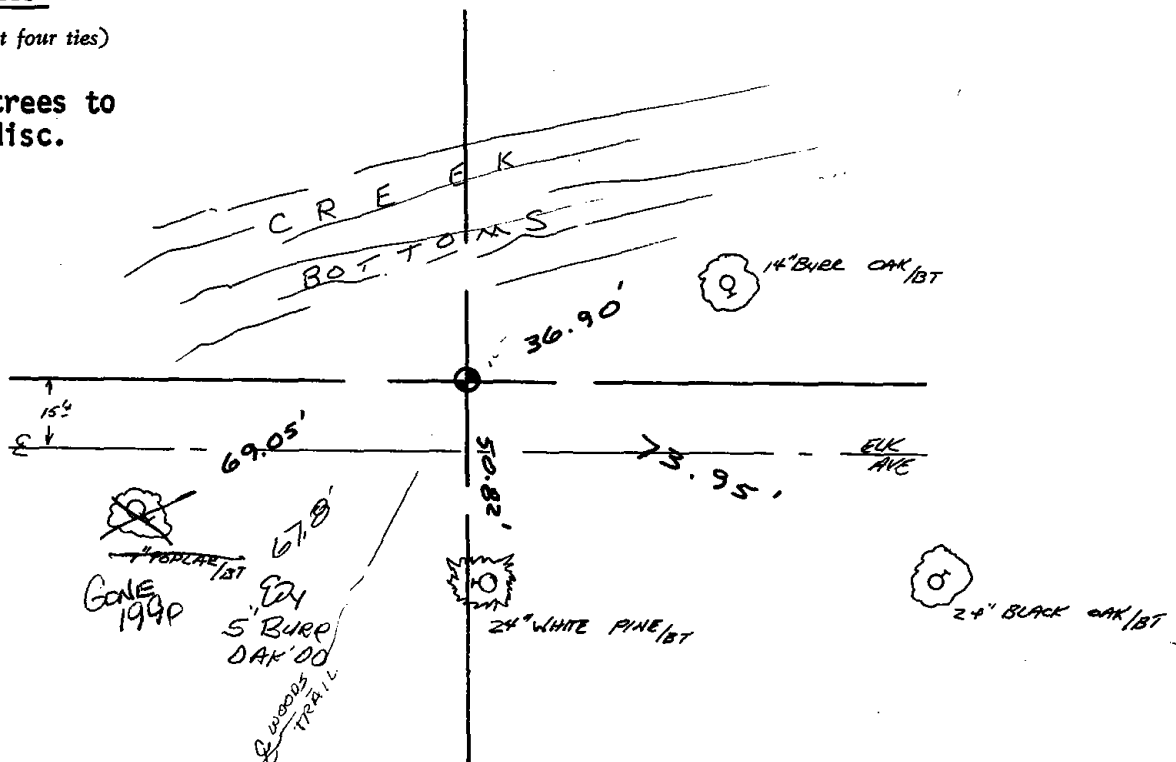 t four ties)
trees to
disc.
CREEK
BOTTOMS
14" BURR OAK/BT
36.90'
15'
69.05'
50.82'
73.95'
ELK
AVE
POPLAR/BT
GONE
67.8'
5" BURR
OAK '00
24" WHITE PINE/BT
24" BLACK OAK/BT
WOODS
TRAIL